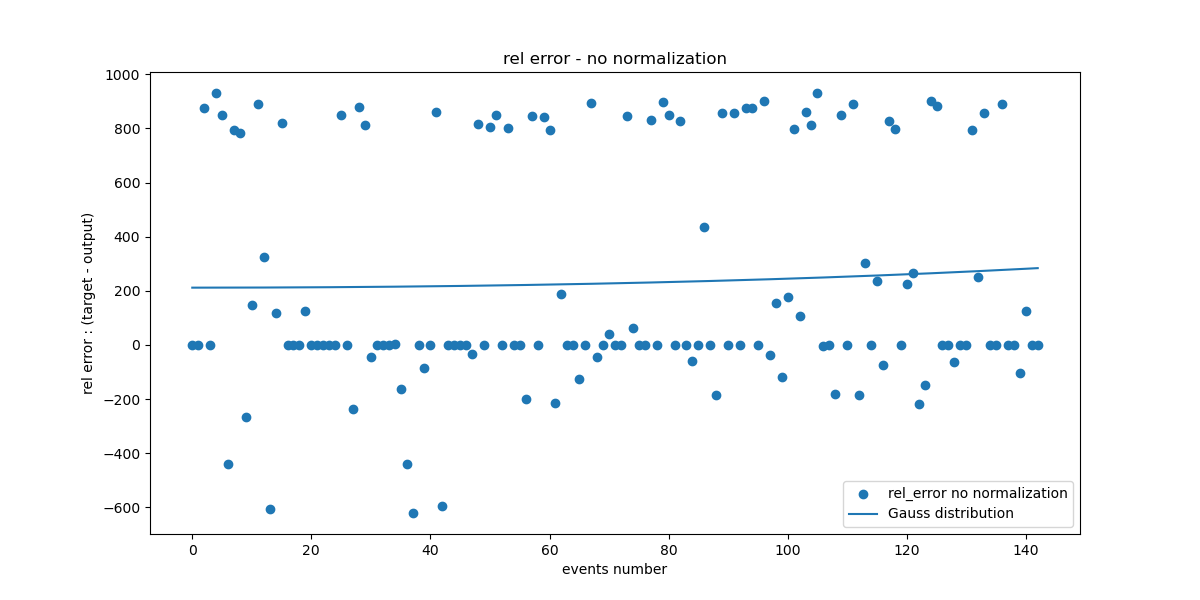 rel error - no normalization
1000
800
600
400
200
0
−200
−400
−600
rel error : (target - output)
0 20 40 60 80 100 120 140
events number
rel_error no normalization
Gauss distribution